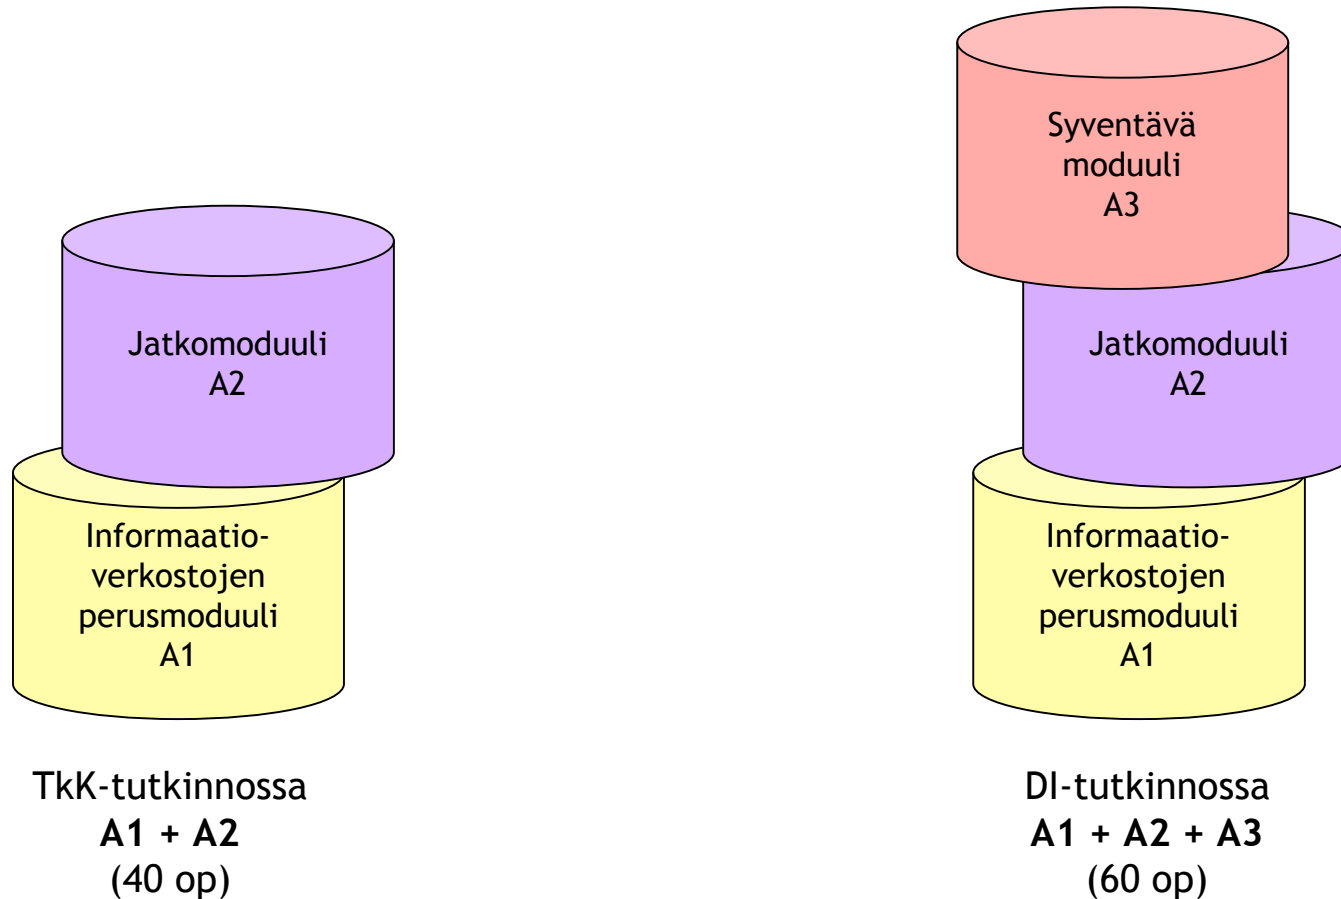 Jatkomoduuli
A2
Informaatio-
verkostojen
perusmoduuli
A1
TkK-tutkinnossa
A1 + A2
(40 op)
Syventävä
moduuli
A3
Jatkomoduuli
A2
Informaatio-
verkostojen
perusmoduuli
A1
DI-tutkinnossa
A1 + A2 + A3
(60 op)